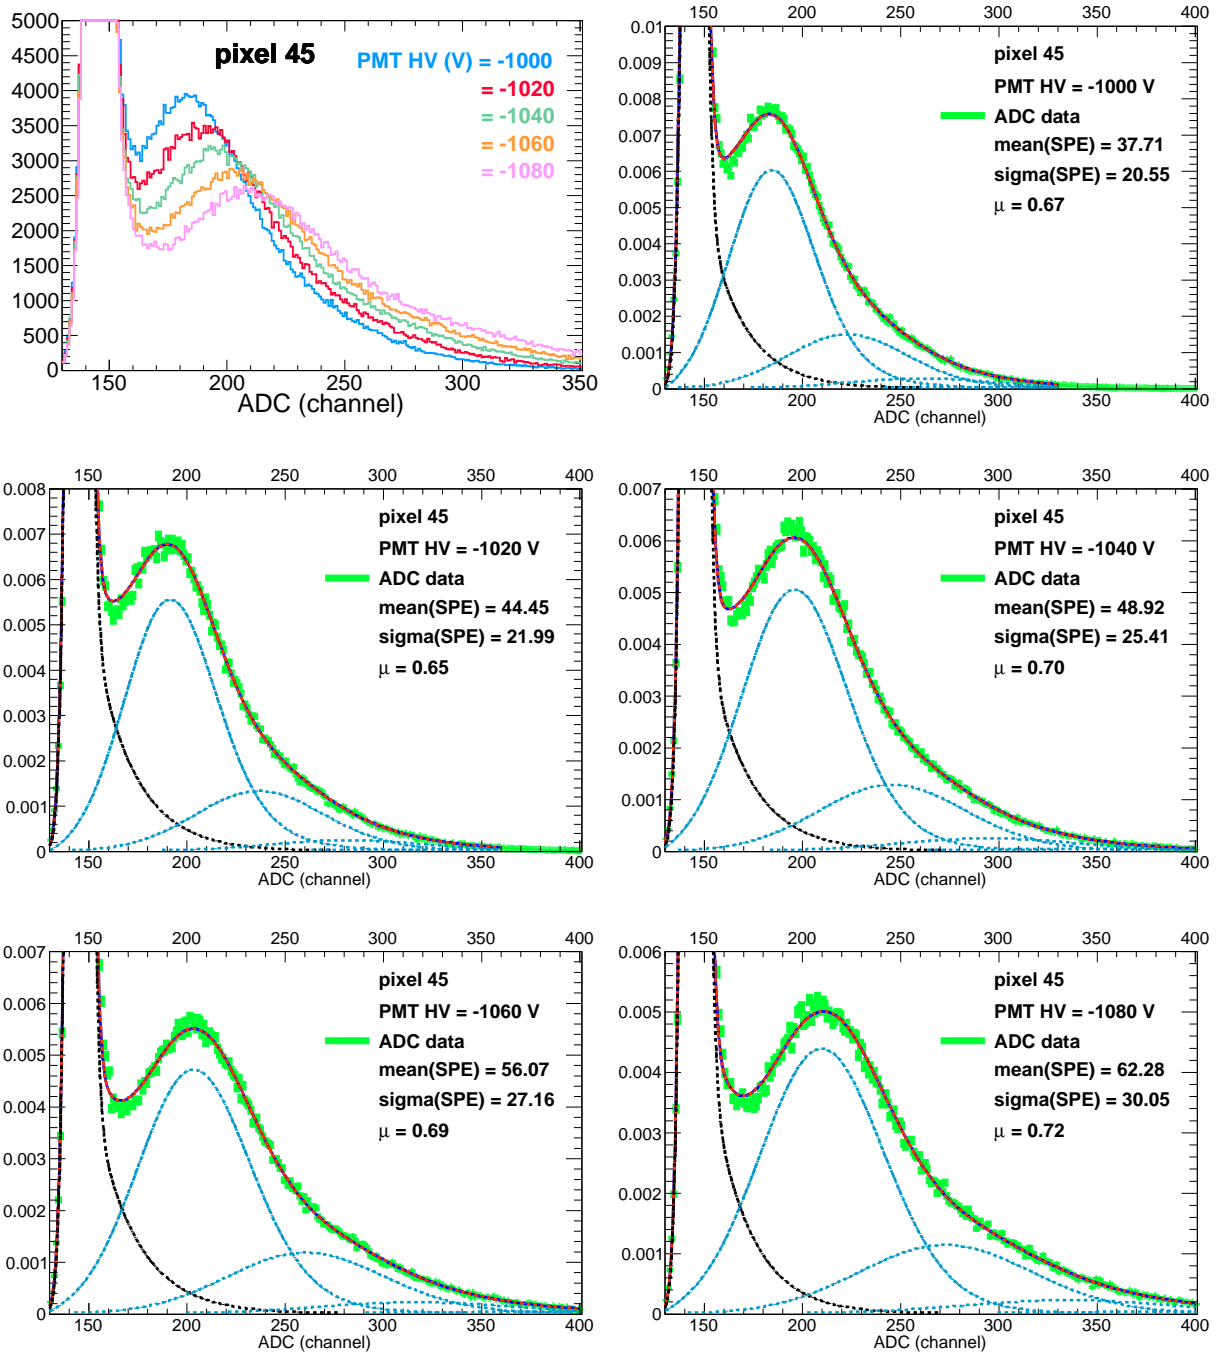 5000
4500
4000
3500
3000
2500
2000
1500
1000
500
0
pixel 45
PMT HV (V) = -1000
= -1020
= -1040
= -1060
= -1080
150 200 250 300 350
ADC (channel)
150 200 250 300 350 400
0.01
0.009
0.008
0.007
0.006
0.005
0.004
0.003
0.002
0.001
0
pixel 45
PMT HV = -1000 V
ADC data
mean(SPE) = 37.71
sigma(SPE) = 20.55
μ = 0.67
150 200 250 300 350 400
ADC (channel)
150 200 250 300 350 400
0.008
0.007
0.006
0.005
0.004
0.003
0.002
0.001
0
pixel 45
PMT HV = -1020 V
ADC data
mean(SPE) = 44.45
sigma(SPE) = 21.99
μ = 0.65
150 200 250 300 350 400
ADC (channel)
150 200 250 300 350 400
0.007
0.006
0.005
0.004
0.003
0.002
0.001
0
pixel 45
PMT HV = -1040 V
ADC data
mean(SPE) = 48.92
sigma(SPE) = 25.41
μ = 0.70
150 200 250 300 350 400
ADC (channel)
150 200 250 300 350 400
0.007
0.006
0.005
0.004
0.003
0.002
0.001
0
pixel 45
PMT HV = -1060 V
ADC data
mean(SPE) = 56.07
sigma(SPE) = 27.16
μ = 0.69
150 200 250 300 350 400
ADC (channel)
150 200 250 300 350 400
0.006
0.005
0.004
0.003
0.002
0.001
0
pixel 45
PMT HV = -1080 V
ADC data
mean(SPE) = 62.28
sigma(SPE) = 30.05
μ = 0.72
150 200 250 300 350 400
ADC (channel)